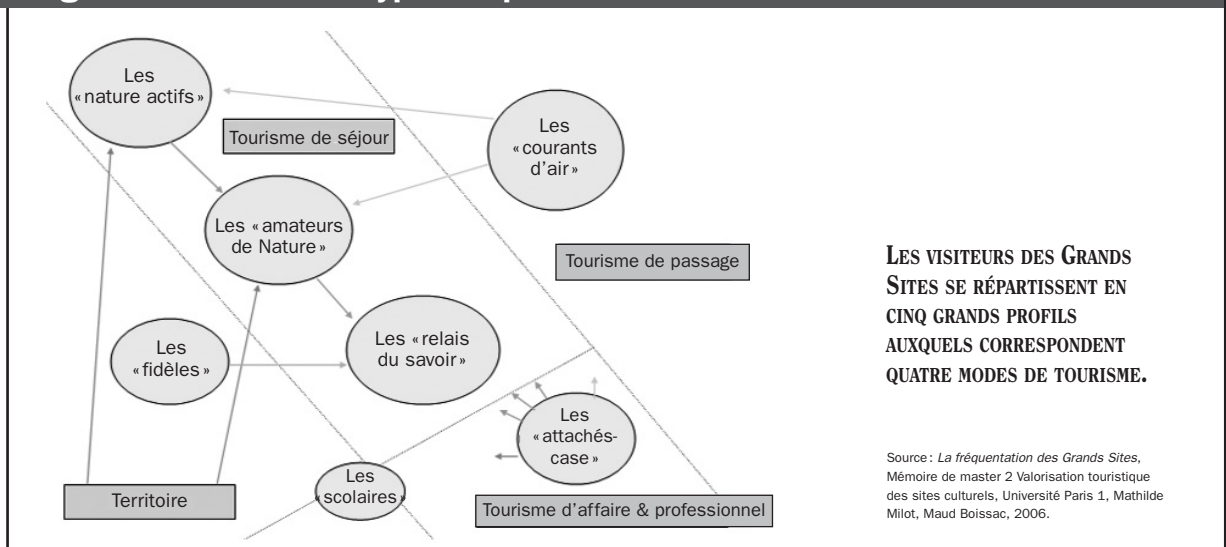 Les
« nature actifs »
Tourisme de séjour
Les
« courants
d’air »
Les « amateurs
de Nature »
Tourisme de passage
Les
« fidèles »
Les « relais
du savoir »
Les
« attachés-
case »
Les
« scolaires »
Territoire
Tourisme d’affaire & professionnel
LES VISITEURS DES GRANDS
SITES SE RÉPARTISSENT EN
CINQ GRANDS PROFILS
AUXQUELS CORRESPONDENT
QUATRE MODES DE TOURISME.
Source : La fréquentation des Grands Sites,
Mémoire de master 2 Valorisation touristique
des sites culturels, Université Paris 1, Mathilde
Milot, Maud Boissac, 2006.